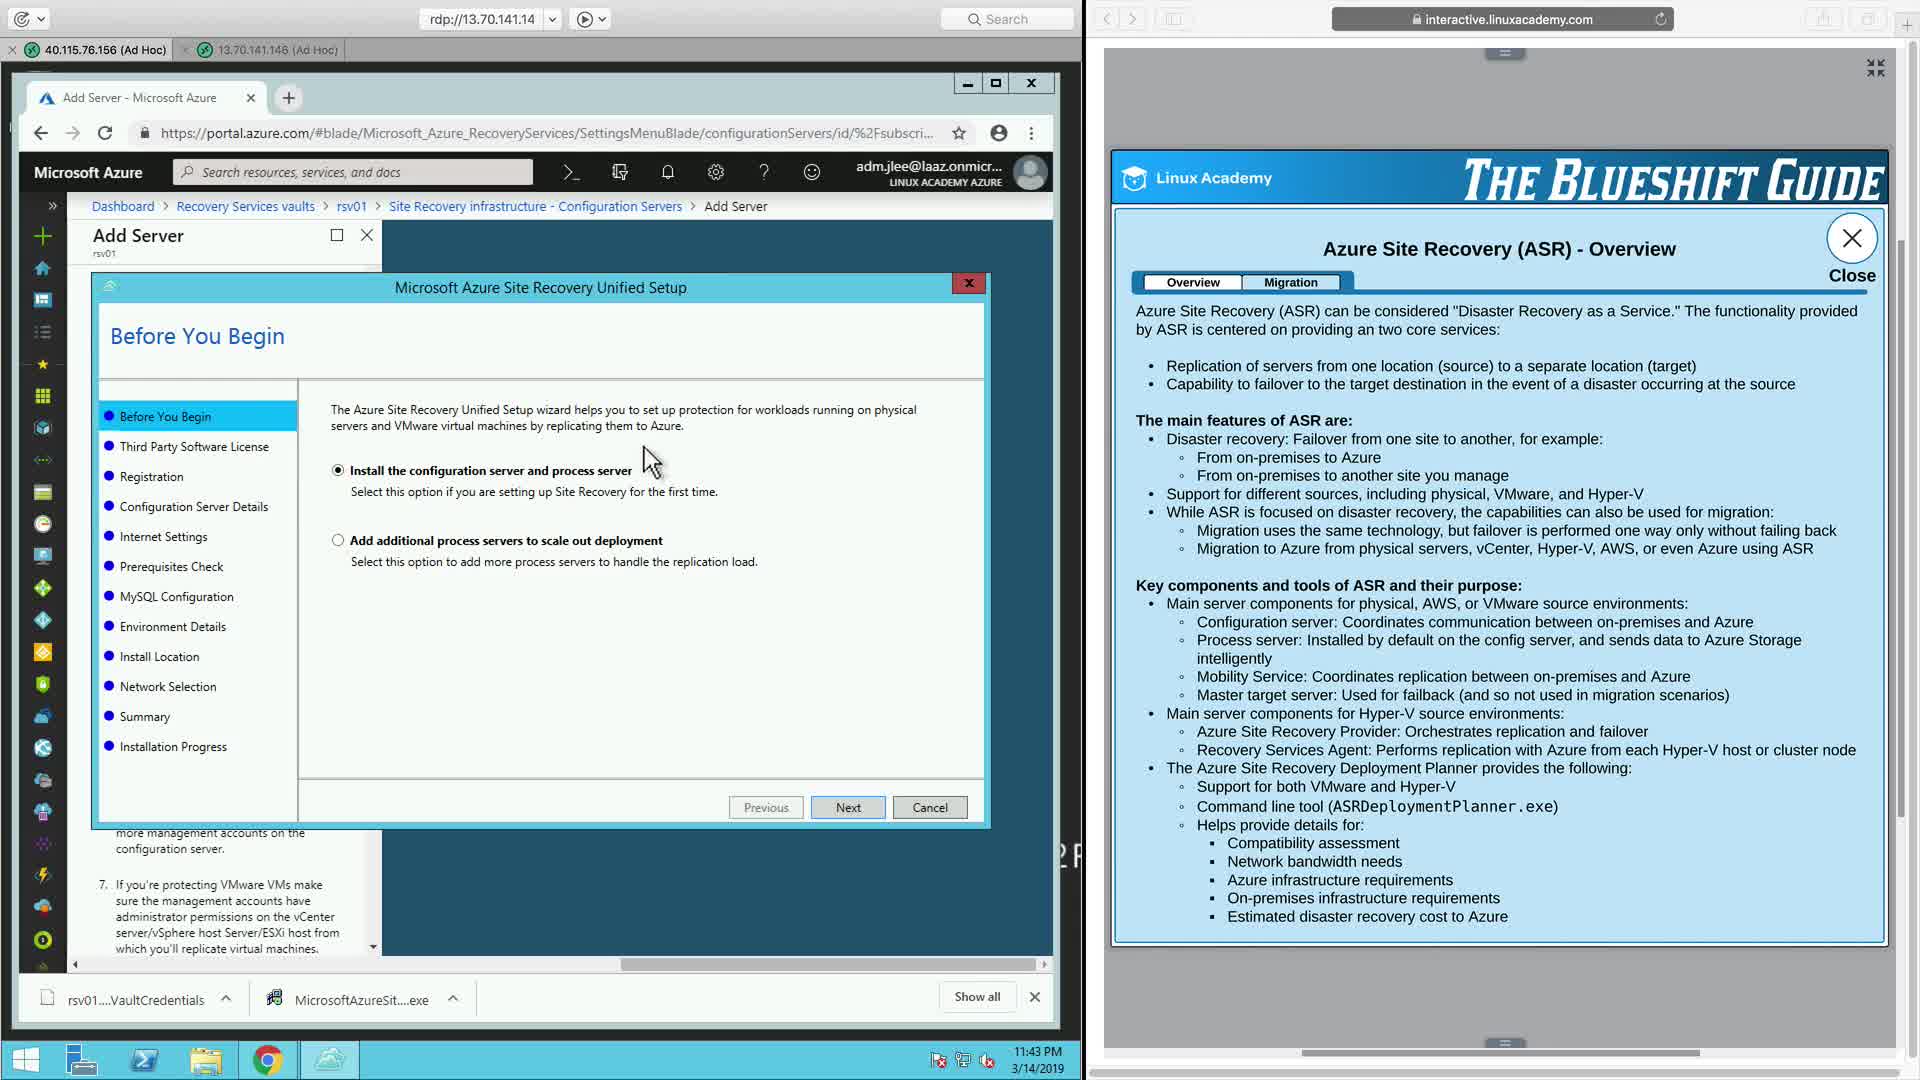 rdp://13.70.141.14
Search
40.115.76.156 (Ad Hoc)
13.70.141.146 (Ad Hoc)
Add Server - Microsoft Azure
https://portal.azure.com/#blade/Microsoft_Azure_RecoveryServices/SettingsMenuBlade/configurationServers/id/%2Fsubscri...
Microsoft Azure
Search resources, services, and docs
adm.jlee@laaz.onmicr...
LINUX ACADEMY AZURE
Dashboard > Recovery Services vaults > rsv01 > Site Recovery infrastructure - Configuration Servers > Add Server
Add Server
rsv01
Microsoft Azure Site Recovery Unified Setup
Before You Begin
Before You Begin
Third Party Software License
Registration
Configuration Server Details
Internet Settings
Prerequisites Check
MySQL Configuration
Environment Details
Install Location
Network Selection
Summary
Installation Progress
The Azure Site Recovery Unified Setup wizard helps you to set up protection for workloads running on physical
servers and VMware virtual machines by replicating them to Azure.
Install the configuration server and process server
Select this option if you are setting up Site Recovery for the first time.
Add additional process servers to scale out deployment
Select this option to add more process servers to handle the replication load.
Previous
Next
Cancel
more management accounts on the
configuration server.
7. If you're protecting VMware VMs make
sure the management accounts have
administrator permissions on the vCenter
server/vSphere host Server/ESXi host from
which you'll replicate virtual machines.
rsv01....VaultCredentials
MicrosoftAzureSit....exe
Show all
11:43 PM
3/14/2019
interactive.linuxacademy.com
Linux Academy
THE BLUESHIFT GUIDE
Azure Site Recovery (ASR) - Overview
Close
Overview
Migration
Azure Site Recovery (ASR) can be considered "Disaster Recovery as a Service." The functionality provided
by ASR is centered on providing an two core services:
• Replication of servers from one location (source) to a separate location (target)
• Capability to failover to the target destination in the event of a disaster occurring at the source
The main features of ASR are:
• Disaster recovery: Failover from one site to another, for example:
◦ From on-premises to Azure
◦ From on-premises to another site you manage
• Support for different sources, including physical, VMware, and Hyper-V
• While ASR is focused on disaster recovery, the capabilities can also be used for migration:
◦ Migration uses the same technology, but failover is performed one way only without failing back
◦ Migration to Azure from physical servers, vCenter, Hyper-V, AWS, or even Azure using ASR
Key components and tools of ASR and their purpose:
• Main server components for physical, AWS, or VMware source environments:
◦ Configuration server: Coordinates communication between on-premises and Azure
◦ Process server: Installed by default on the config server, and sends data to Azure Storage
intelligently
◦ Mobility Service: Coordinates replication between on-premises and Azure
◦ Master target server: Used for failback (and so not used in migration scenarios)
• Main server components for Hyper-V source environments:
◦ Azure Site Recovery Provider: Orchestrates replication and failover
◦ Recovery Services Agent: Performs replication with Azure from each Hyper-V host or cluster node
• The Azure Site Recovery Deployment Planner provides the following:
◦ Support for both VMware and Hyper-V
◦ Command line tool (ASRDeploymentPlanner.exe)
◦ Helps provide details for:
▪ Compatibility assessment
▪ Network bandwidth needs
▪ Azure infrastructure requirements
▪ On-premises infrastructure requirements
▪ Estimated disaster recovery cost to Azure